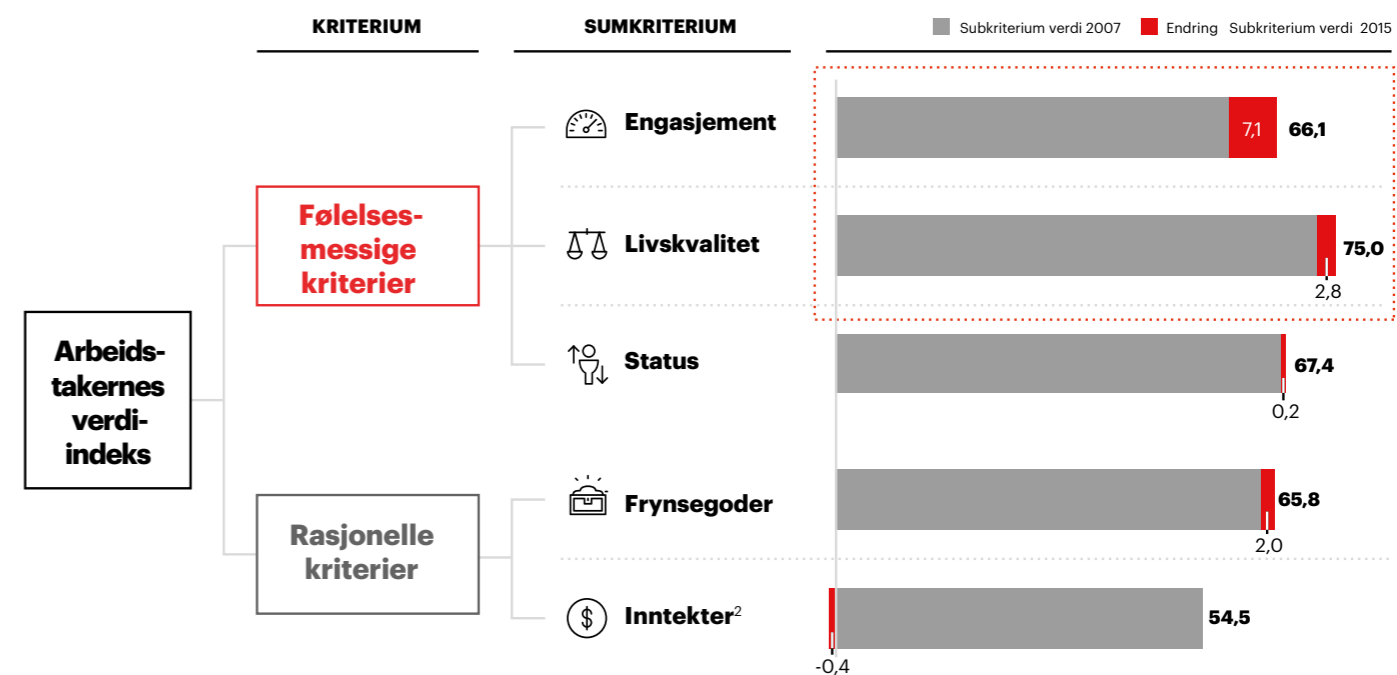 KRITERIUM
SUMKRITERIUM
Subkriterium verdi 2007
Endring Subkriterium verdi 2015
Engasjement
7,1
66,1
Følelses-
messige
kriterier
Livskvalitet
75,0
2,8
Arbeids-
takernes
verdi-
indeks
Status
67,4
0,2
Rasjonelle
kriterier
Frynsegoder
65,8
2,0
$
Inntekter²
54,5
-0,4